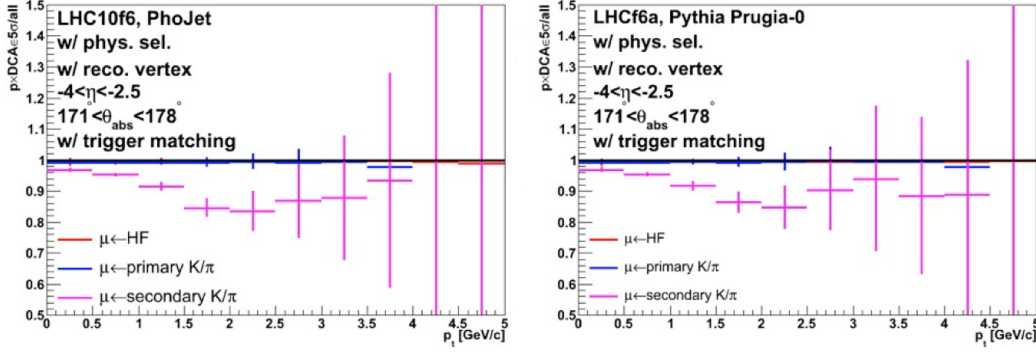 p×DCA∈5σ/all
1.5
1.4
1.3
1.2
1.1
1
0.9
0.8
0.7
0.6
0.5
LHC10f6, PhoJet
w/ phys. sel.
w/ reco. vertex
-4<η<-2.5
171°<θabs<178°
w/ trigger matching
μ←HF
μ←primary K/π
μ←secondary K/π
0 0.5 1 1.5 2 2.5 3 3.5 4 4.5 5
pt [GeV/c]
p×DCA∈5σ/all
1.5
1.4
1.3
1.2
1.1
1
0.9
0.8
0.7
0.6
0.5
LHCf6a, Pythia Prugia-0
w/ phys. sel.
w/ reco. vertex
-4<η<-2.5
171°<θabs<178°
w/ trigger matching
μ←HF
μ←primary K/π
μ←secondary K/π
0 0.5 1 1.5 2 2.5 3 3.5 4 4.5 5
pt [GeV/c]